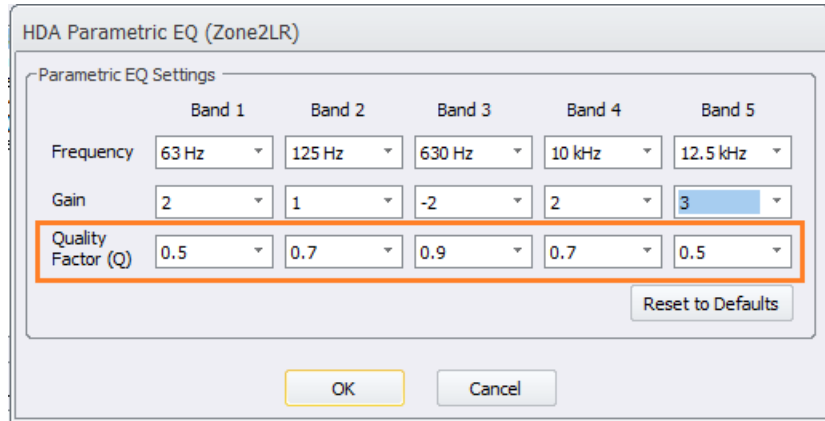 HDA Parametric EQ (Zone2LR)
Parametric EQ Settings
Band 1 Band 2 Band 3 Band 4 Band 5
Frequency 63 Hz 125 Hz 630 Hz 10 kHz 12.5 kHz
Gain 2 1 -2 2 3
Quality
Factor (Q) 0.5 0.7 0.9 0.7 0.5
Reset to Defaults
OK Cancel